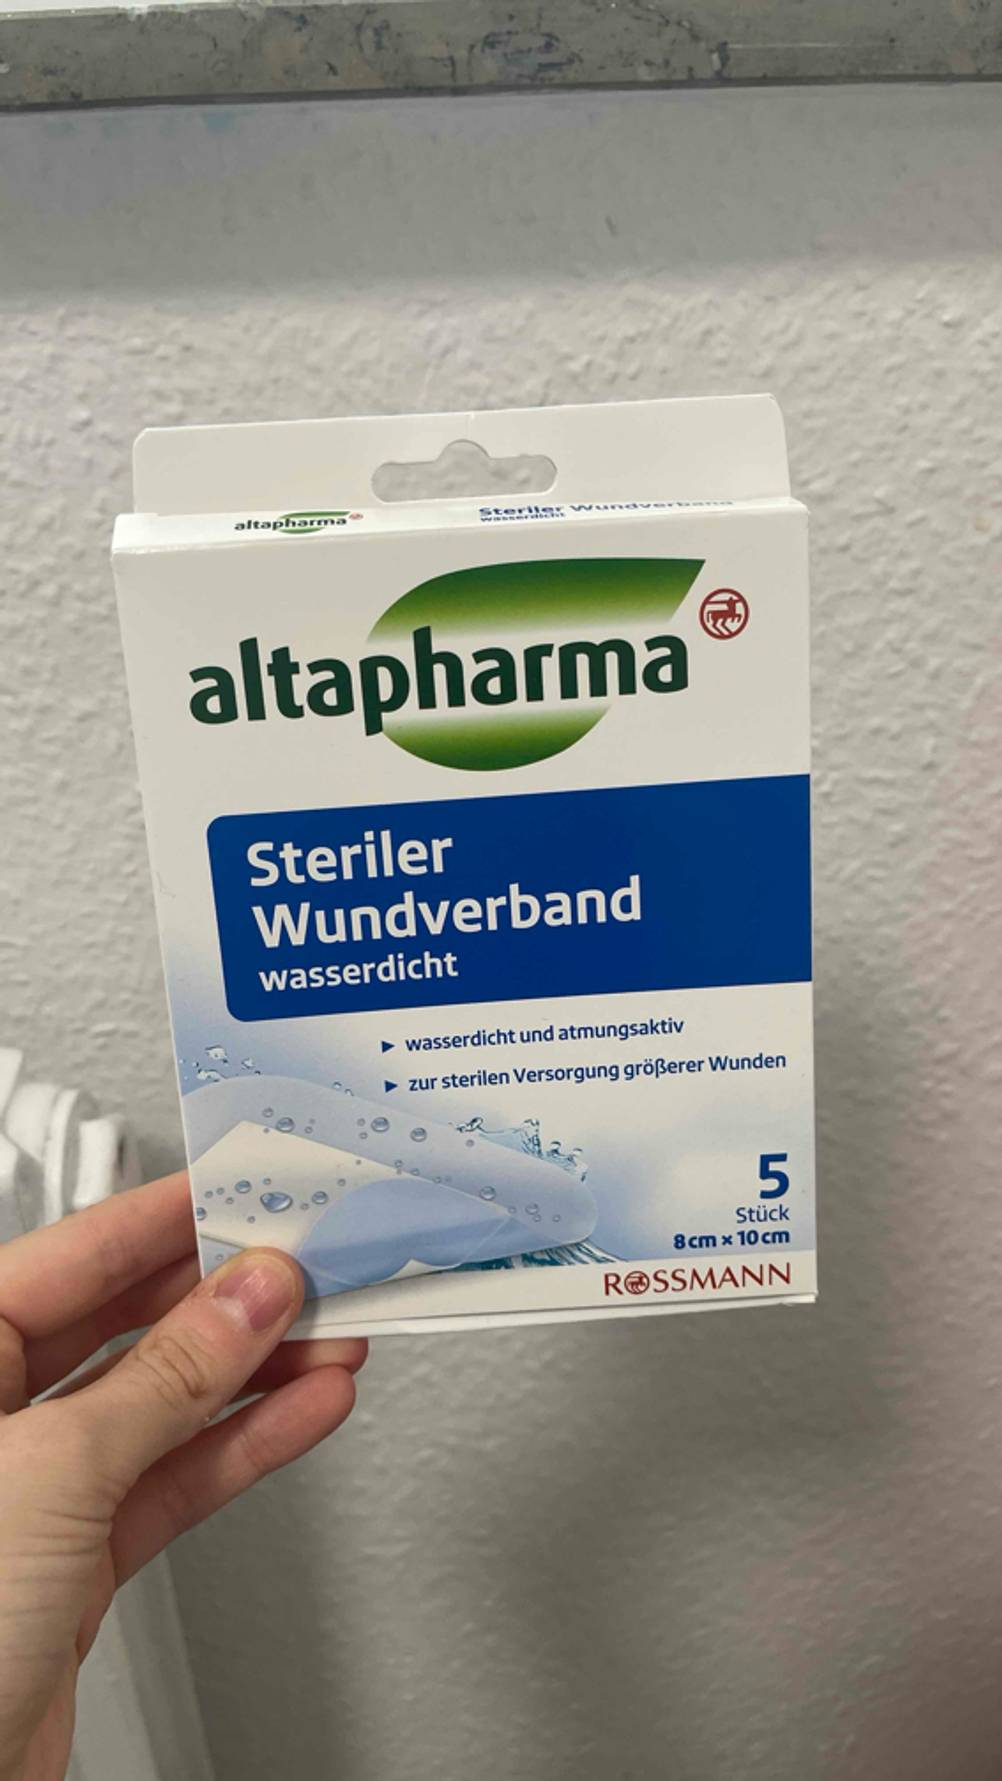 altapharma
Steriler Wundverband
wasserdicht
altapharma
Steriler
Wundverband
wasserdicht
wasserdicht und atmungsaktiv
zur sterilen Versorgung größerer Wunden
5
Stück
8 cm × 10 cm
ROSSMANN